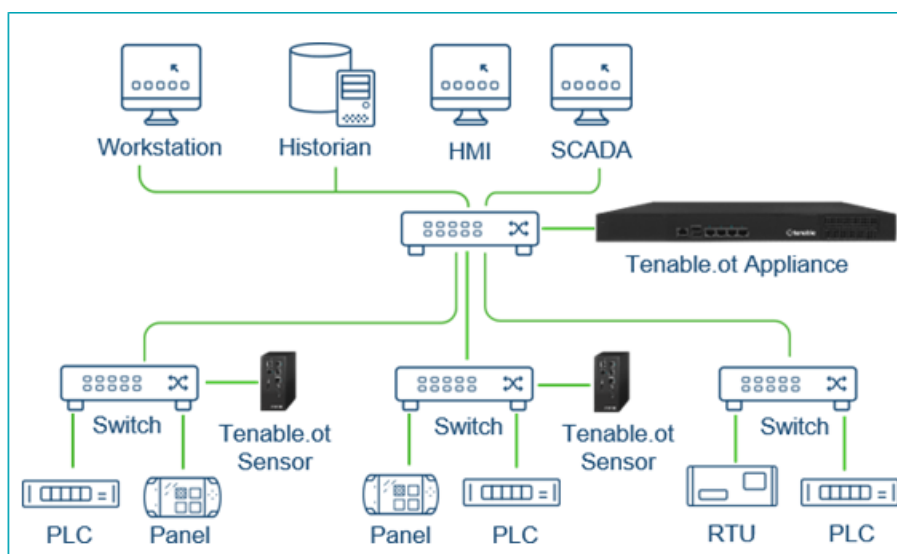 Workstation
Historian
HMI
SCADA
tenable
Tenable.ot Appliance
Switch
Tenable.ot
Sensor
Switch
Tenable.ot
Sensor
Switch
PLC
Panel
Panel
PLC
RTU
PLC